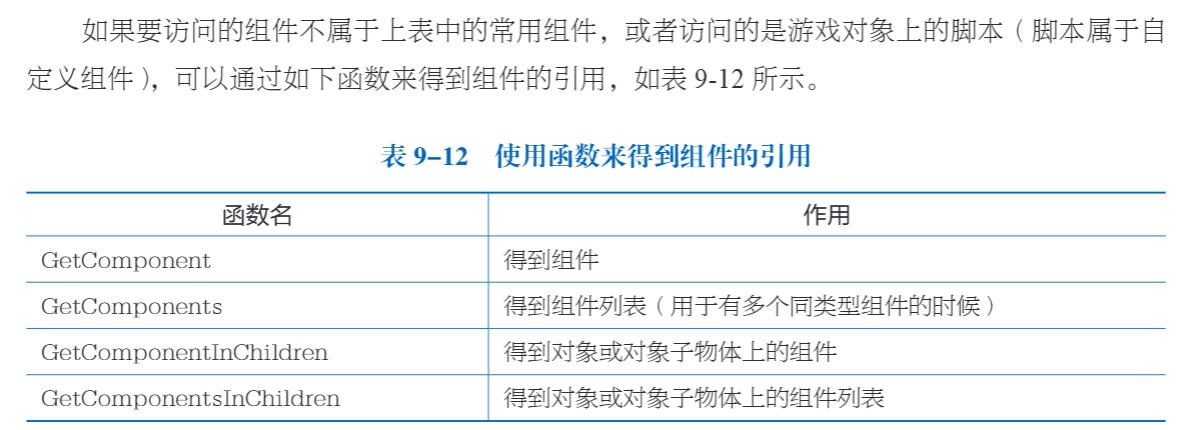 如果要访问的组件不属于上表中的常用组件，或者访问的是游戏对象上的脚本（脚本属于自
定义组件），可以通过如下函数来得到组件的引用，如表 9-12 所示。
表 9-12 使用函数来得到组件的引用
函数名 作用
GetComponent 得到组件
GetComponents 得到组件列表（用于有多个同类型组件的时候）
GetComponentInChildren 得到对象或对象子物体上的组件
GetComponentsInChildren 得到对象或对象子物体上的组件列表